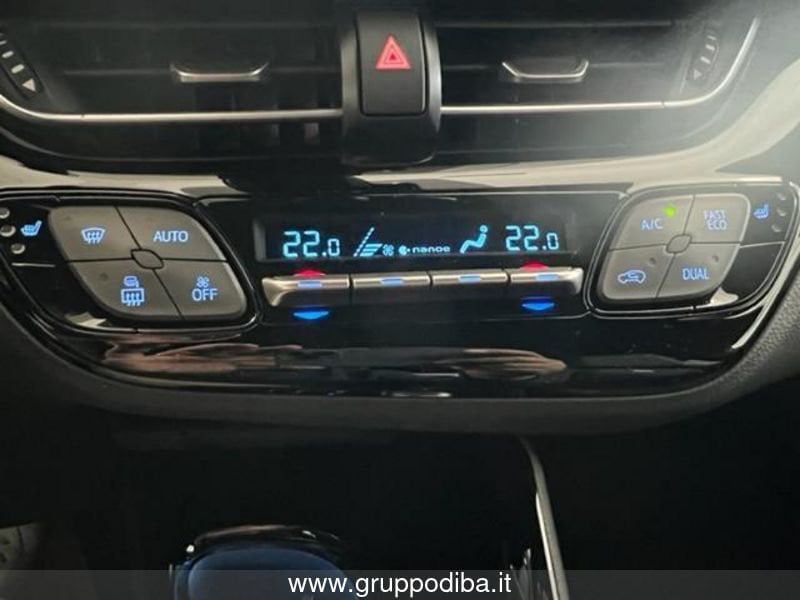 22.0 nanoe 22.0
AUTO
OFF
A/C FAST
ECO
DUAL
www.gruppodiba.it